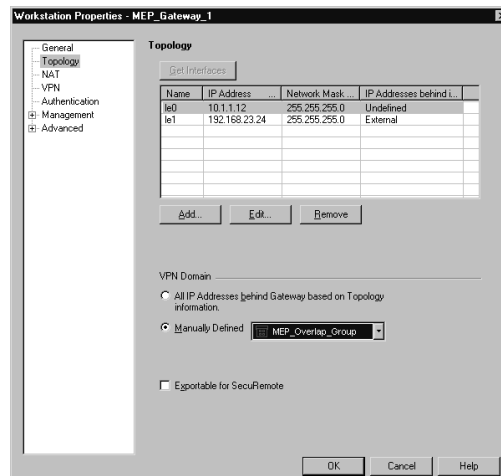 Workstation Properties - MEP_Gateway_1
General
Topology
NAT
VPN
Authentication
Management
Advanced
Topology
Get Interfaces
Name IP Address ... Network Mask ... IP Addresses behind i...
le0 10.1.1.12 255.255.255.0 Undefined
le1 192.168.23.24 255.255.255.0 External
Add... Edit... Remove
VPN Domain
All IP Addresses behind Gateway based on Topology
information.
Manually Defined MEP_Overlap_Group
Exportable for SecuRemote
OK Cancel Help